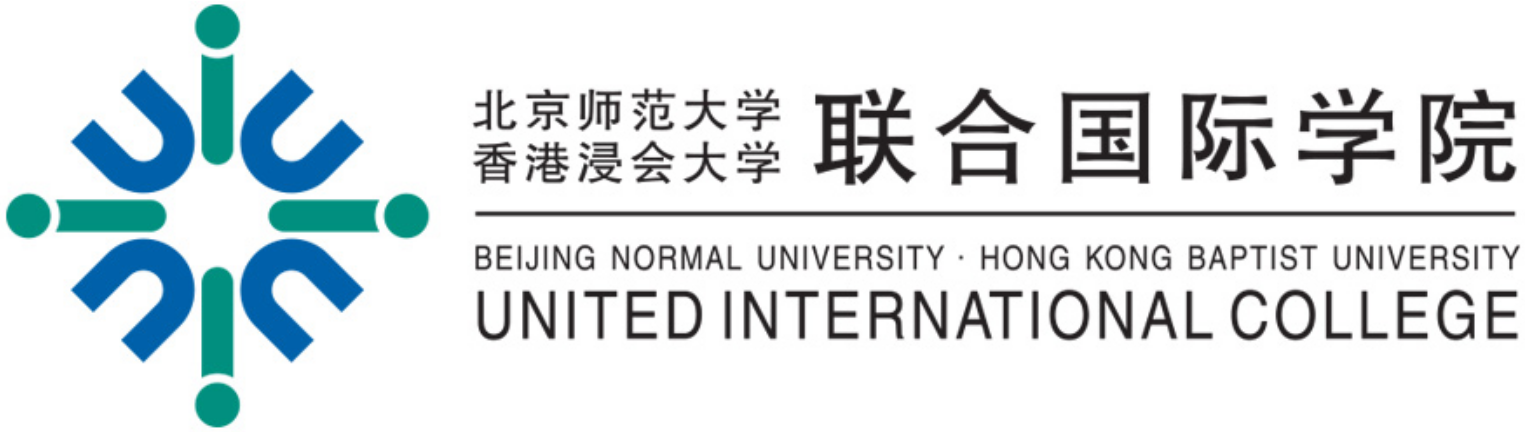 北京师范大学
香港浸会大学
联合国际学院
BEIJING NORMAL UNIVERSITY · HONG KONG BAPTIST UNIVERSITY
UNITED INTERNATIONAL COLLEGE